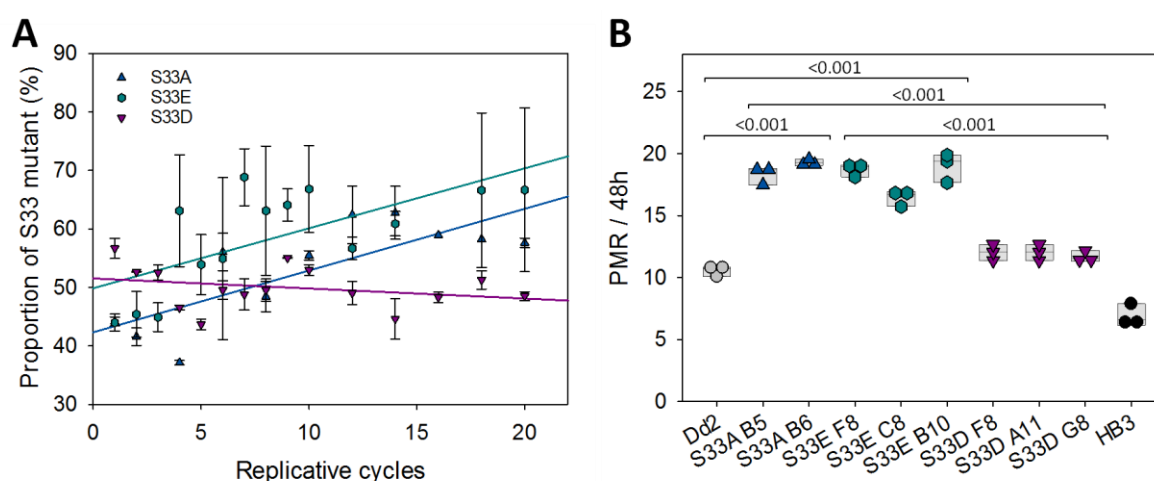 A
Proportion of S33 mutant (%)
90
80
70
60
50
40
30
S33A
S33E
S33D
0
5
10
15
20
Replicative cycles
B
PMR / 48h
25
20
15
10
5
0
<0.001
<0.001
<0.001
<0.001
Dd2
S33A B5
S33A B6
S33E F8
S33E C8
S33E B10
S33D F8
S33D A11
S33D G8
HB3